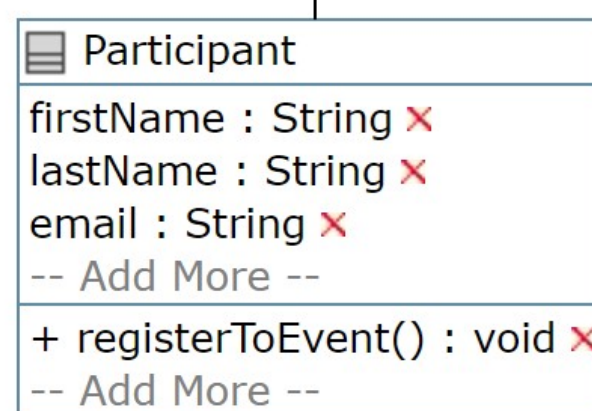 Participant
firstName : String
lastName : String
email : String
-- Add More --
+ registerToEvent() : void
-- Add More --